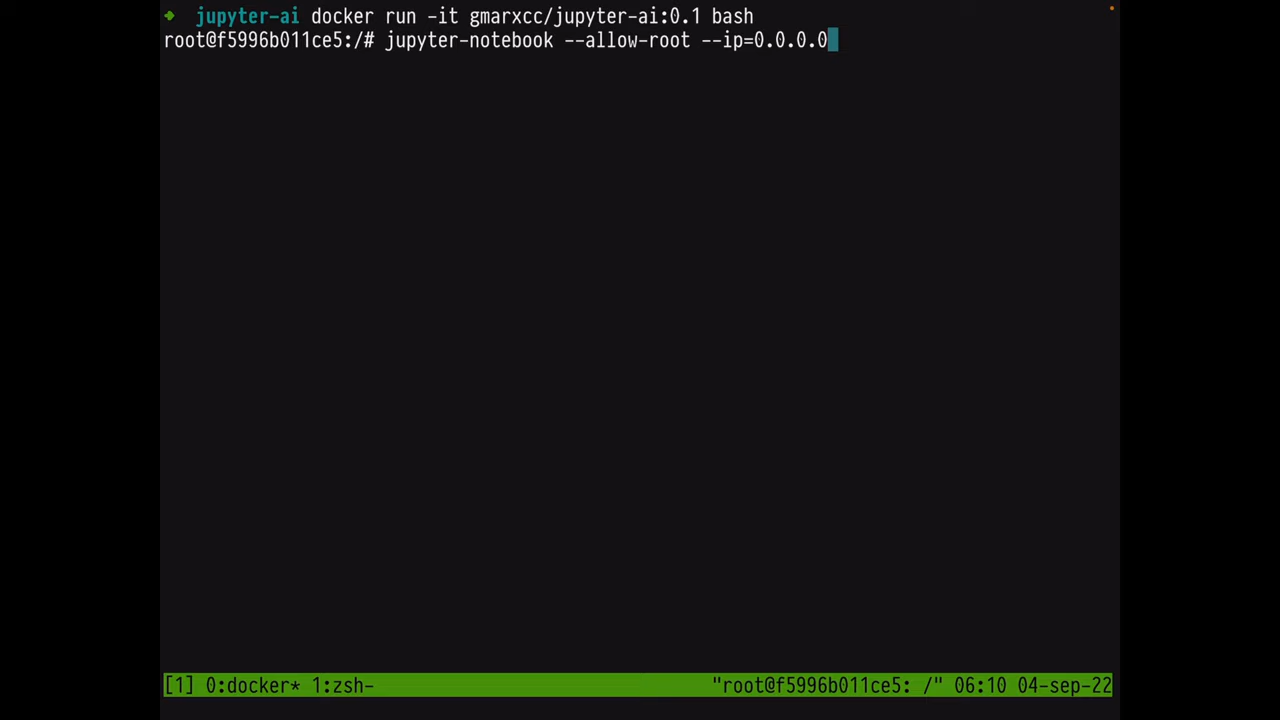 ➜ jupyter-ai docker run -it gmarxcc/jupyter-ai:0.1 bash
root@f5996b011ce5:/# jupyter-notebook --allow-root --ip=0.0.0.0
[1] 0:docker* 1:zsh- "root@f5996b011ce5: /" 06:10 04-sep-22